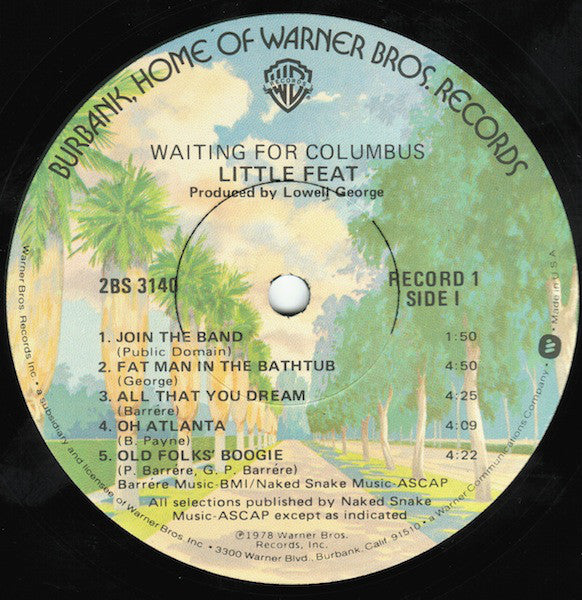 BURBANK, HOME OF WARNER BROS. RECORDS
WB
RECORDS
WAITING FOR COLUMBUS
LITTLE FEAT
Produced by Lowell George
2BS 3140
RECORD 1
SIDE I
1. JOIN THE BAND 1:50
(Public Domain)
2. FAT MAN IN THE BATHTUB 4:50
(George)
3. ALL THAT YOU DREAM 4:25
(Barrére)
4. OH ATLANTA 4:09
(B. Payne)
5. OLD FOLKS' BOOGIE 4:22
(P. Barrére, G. P. Barrére)
Barrére Music-BMI/Naked Snake Music-ASCAP
All selections published by Naked Snake
Music-ASCAP except as indicated
℗1978 Warner Bros.
Records, Inc.
Warner Bros. Records Inc. • a subsidiary and licensee of Warner Bros. Inc. • 3300 Warner Blvd., Burbank, Calif. 91510 • a Warner Communications Company • Made in U.S.A.